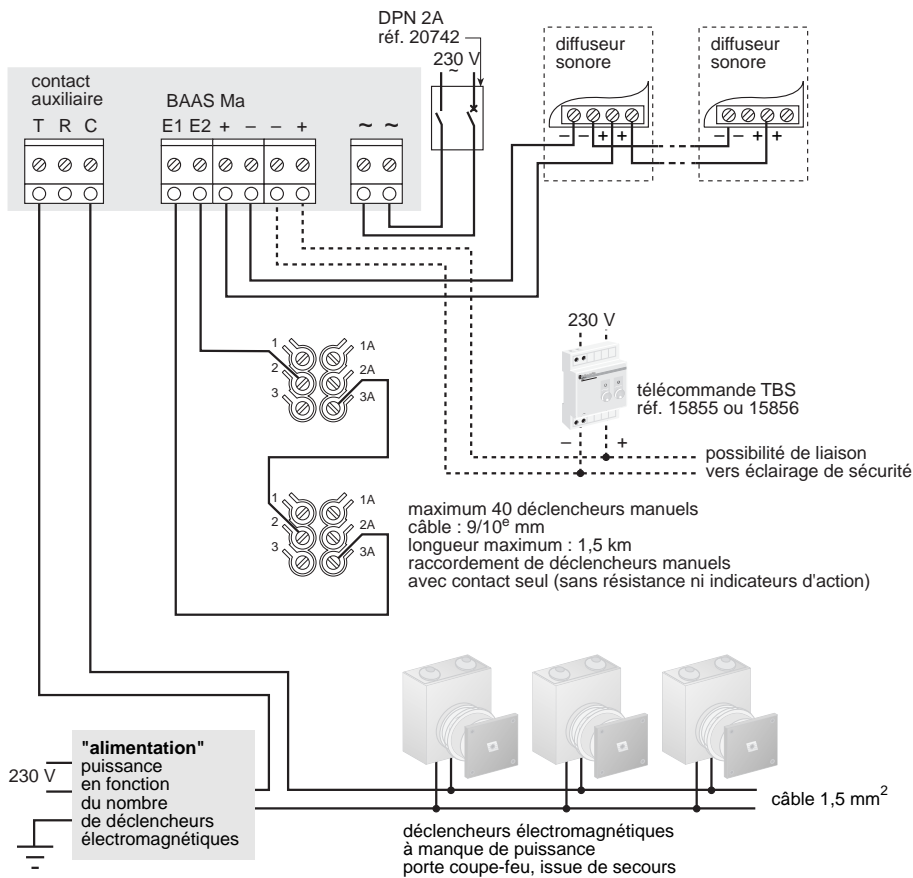 DPN 2A
réf. 20742
230 V
~
diffuseur
sonore
diffuseur
sonore
contact
auxiliaire
BAAS Ma
T R C
E1 E2 + – – +
~ ~
– – + +
– – + +
1 1A
2 2A
3 3A
230 V
télécommande TBS
réf. 15855 ou 15856
– +
possibilité de liaison
vers éclairage de sécurité
1 1A
2 2A
3 3A
maximum 40 déclencheurs manuels
câble : 9/10e mm
longueur maximum : 1,5 km
raccordement de déclencheurs manuels
avec contact seul (sans résistance ni indicateurs d'action)
230 V
"alimentation"
puissance
en fonction
du nombre
de déclencheurs
électromagnétiques
câble 1,5 mm2
déclencheurs électromagnétiques
à manque de puissance
porte coupe-feu, issue de secours